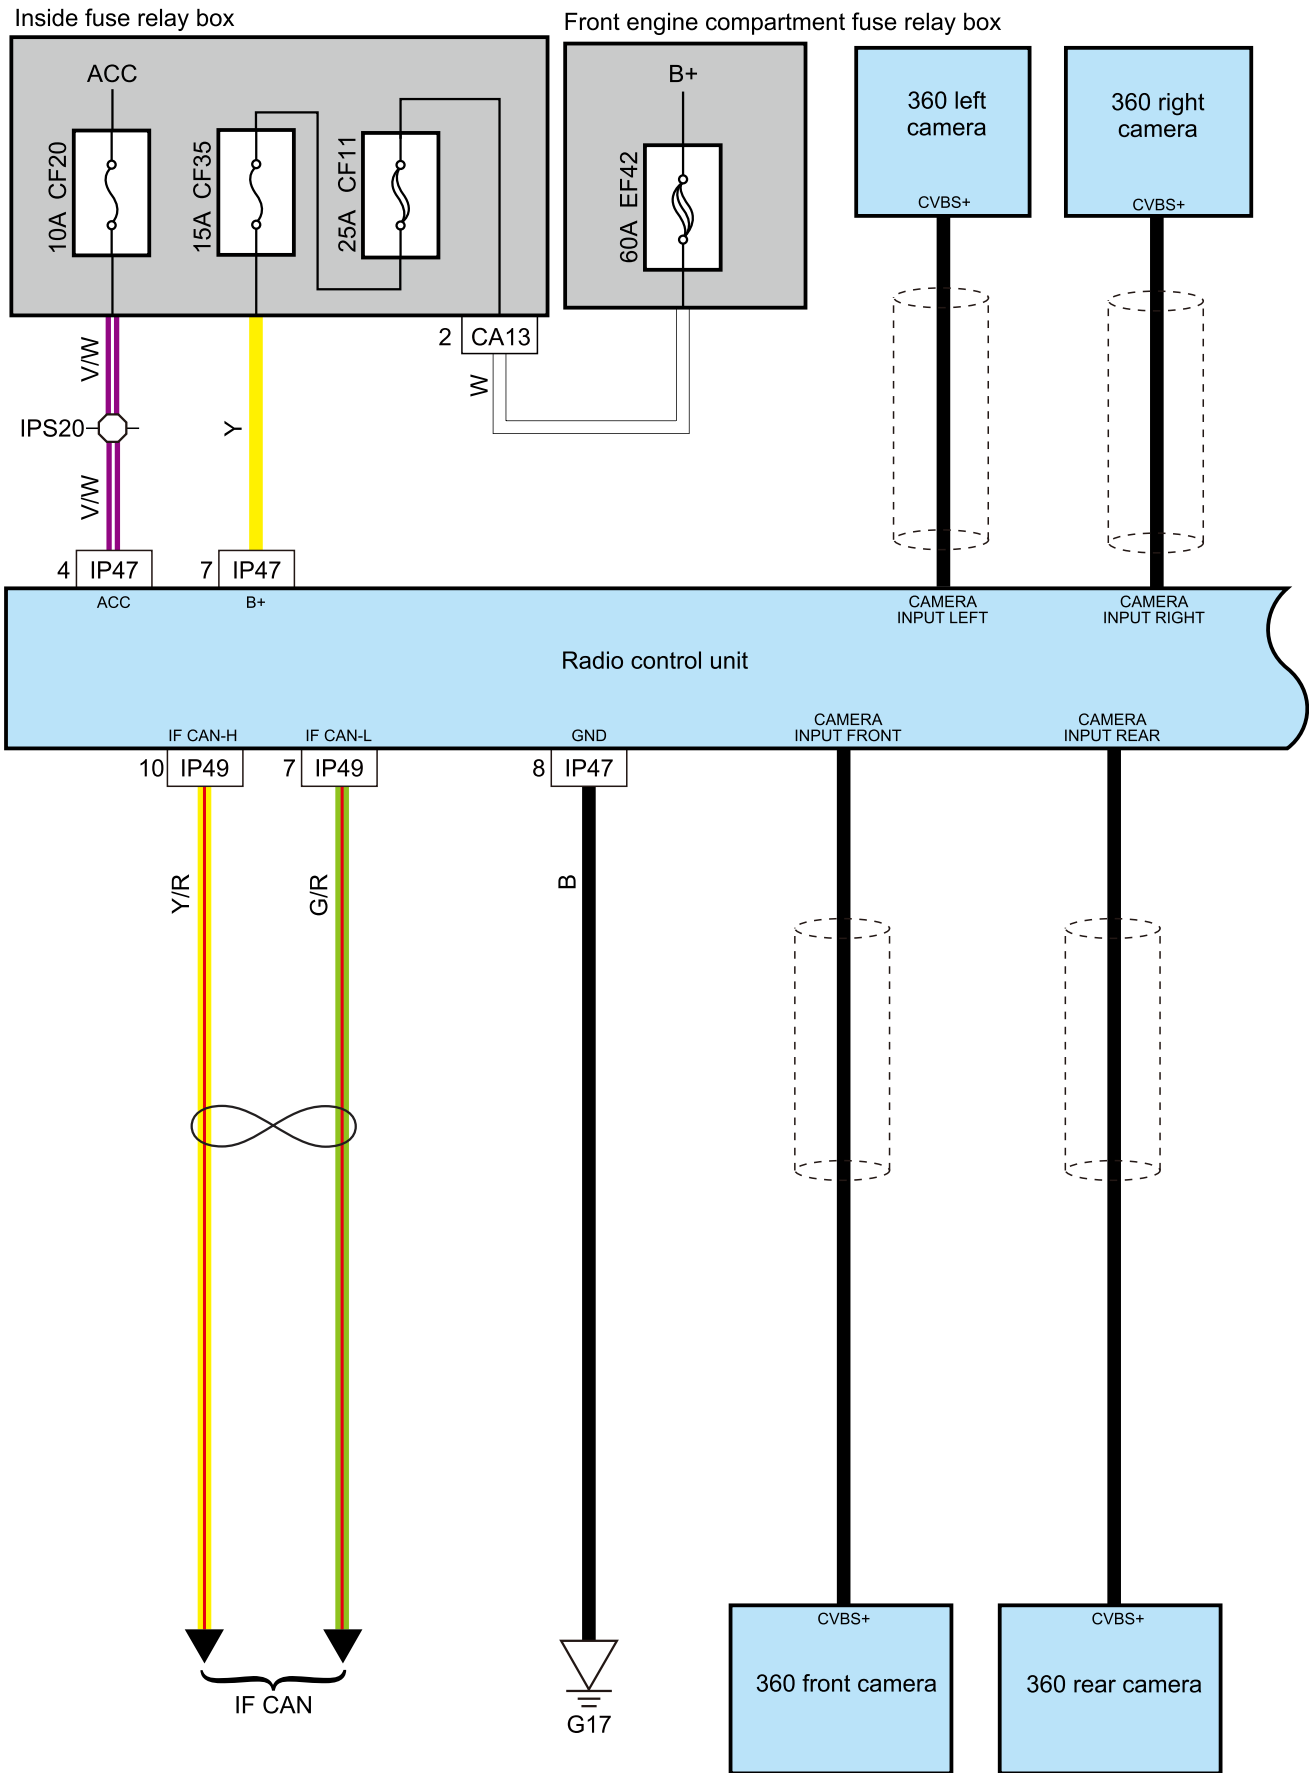 Inside fuse relay box
Front engine compartment fuse relay box
ACC
10A CF20
15A CF35
25A CF11
B+
60A EF42
360 left
camera
CVBS+
360 right
camera
CVBS+
2 CA13
V/W
IPS20
V/W
Y
W
4 IP47
7 IP47
ACC
B+
CAMERA
INPUT LEFT
CAMERA
INPUT RIGHT
Radio control unit
IF CAN-H
IF CAN-L
GND
CAMERA
INPUT FRONT
CAMERA
INPUT REAR
10 IP49
7 IP49
8 IP47
Y/R
G/R
B
IF CAN
G17
CVBS+
360 front camera
CVBS+
360 rear camera